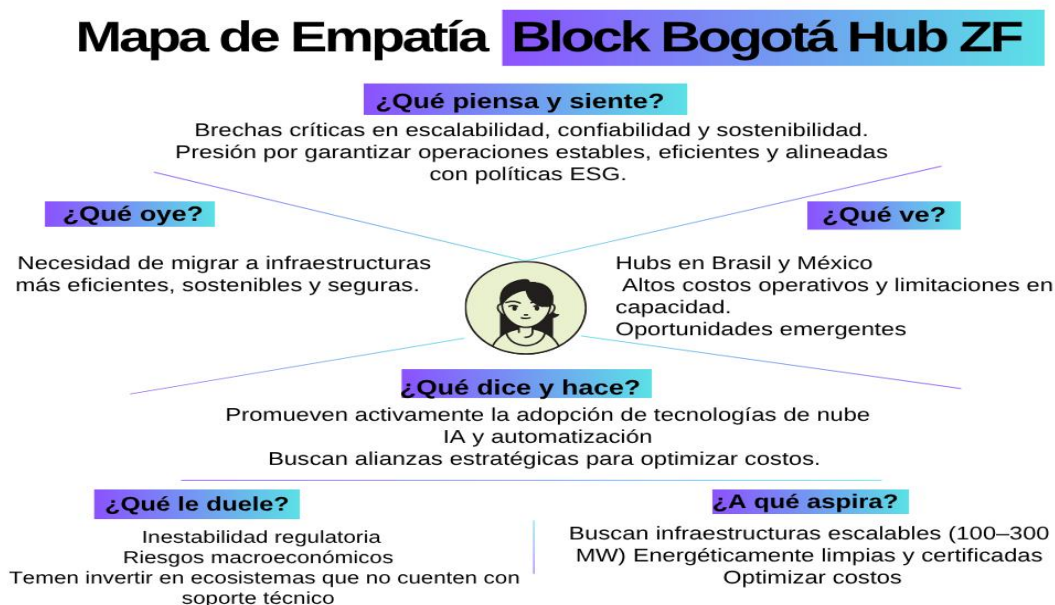 Mapa de Empatía Block Bogotá Hub ZF
¿Qué piensa y siente?
Brechas críticas en escalabilidad, confiabilidad y sostenibilidad.
Presión por garantizar operaciones estables, eficientes y alineadas
con políticas ESG.
¿Qué oye?
Necesidad de migrar a infraestructuras
más eficientes, sostenibles y seguras.
¿Qué ve?
Hubs en Brasil y México
Altos costos operativos y limitaciones en
capacidad.
Oportunidades emergentes
¿Qué dice y hace?
Promueven activamente la adopción de tecnologías de nube
IA y automatización
Buscan alianzas estratégicas para optimizar costos.
¿Qué le duele?
Inestabilidad regulatoria
Riesgos macroeconómicos
Temen invertir en ecosistemas que no cuenten con
soporte técnico
¿A qué aspira?
Buscan infraestructuras escalables (100–300
MW) Energéticamente limpias y certificadas
Optimizar costos